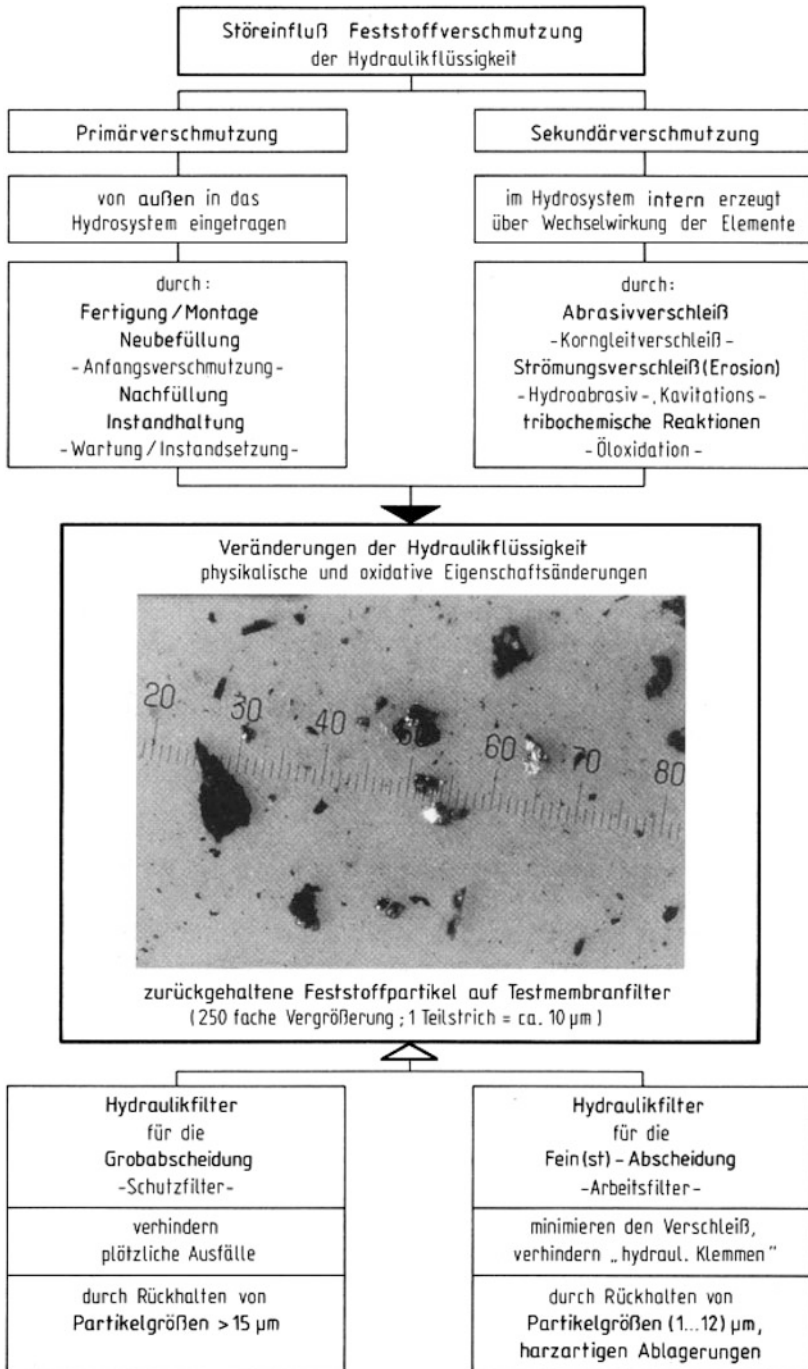 Störeinfluß Feststoffverschmutzung
der Hydraulikflüssigkeit
Primärverschmutzung
von außen in das
Hydrosystem eingetragen
durch:
Fertigung/Montage
Neubefüllung
-Anfangsverschmutzung-
Nachfüllung
Instandhaltung
-Wartung/Instandsetzung-
Sekundärverschmutzung
im Hydrosystem intern erzeugt
über Wechselwirkung der Elemente
durch:
Abrasivverschleiß
-Korngleitverschleiß-
Strömungsverschleiß(Erosion)
-Hydroabrasiv-, Kavitations-
tribochemische Reaktionen
-Öloxidation-
Veränderungen der Hydraulikflüssigkeit
physikalische und oxidative Eigenschaftsänderungen
20 30 40 50 60 70 80
zurückgehaltene Feststoffpartikel auf Testmembranfilter
(250 fache Vergrößerung; 1 Teilstrich = ca. 10 µm)
Hydraulikfilter
für die
Grobabscheidung
-Schutzfilter-
verhindern
plötzliche Ausfälle
durch Rückhalten von
Partikelgrößen > 15 µm
Hydraulikfilter
für die
Fein(st)-Abscheidung
-Arbeitsfilter-
minimieren den Verschleiß,
verhindern „hydraul. Klemmen"
durch Rückhalten von
Partikelgrößen (1...12) µm,
harzartigen Ablagerungen